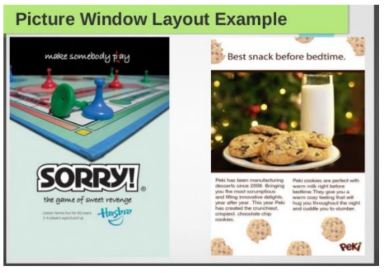 Picture Window Layout Example
make somebody pay
SORRY!®
the game of sweet revenge
Hasbro
Best snack before bedtime.
Peki has been manufacturing
desserts since 2008. Bringing
you the most scrumptious
and filling innovative delights,
year after year. This year Peki
has created the crunchiest,
crispiest, chocolate chip
cookies.
Peki cookies are perfect with
warm milk right before
bedtime. They give you a
warm cozy feeling that will
hug you throughout the night
and cuddle you to slumber.
Peki